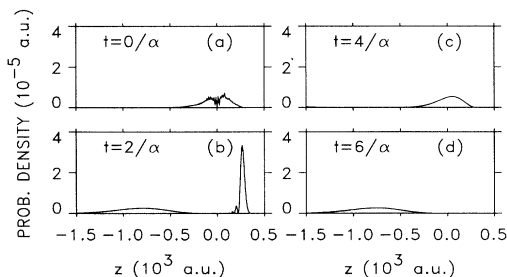 PROB. DENSITY (10⁻⁵ a.u.)
4
2
0
t=0/α (a)
t=4/α (c)
4
2
0
4
2
0
t=2/α (b)
t=6/α (d)
4
2
0
-1.5 -1.0 -0.5 0.0 0.5
-1.5 -1.0 -0.5 0.0 0.5
z (10³ a.u.)
z (10³ a.u.)